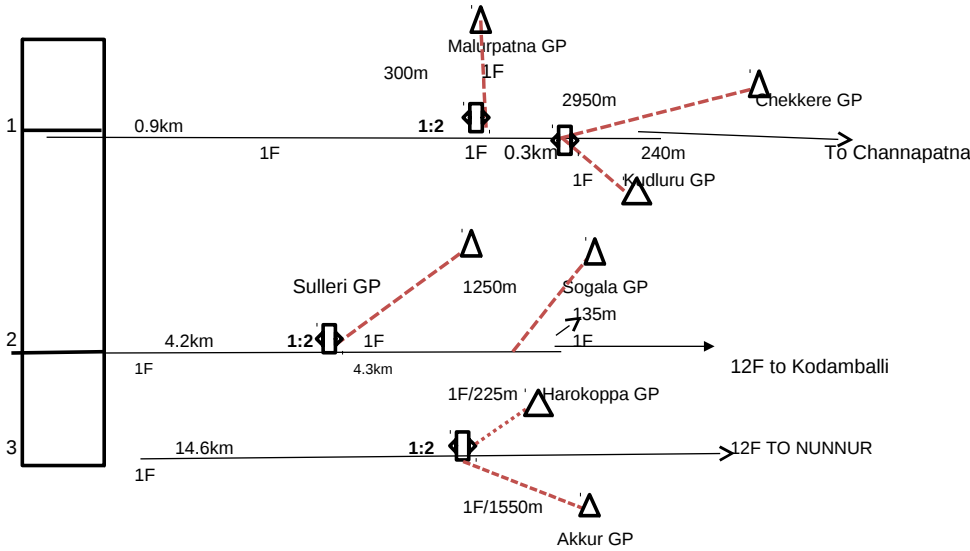 Malurpatna GP
300m
1F
2950m
Chekkere GP
1
0.9km
1:2
1F
1F
0.3km
240m
To Channapatna
1F
Kudluru GP
Sulleri GP
1250m
Sogala GP
135m
2
4.2km
1:2
1F
1F
1F
4.3km
12F to Kodamballi
1F/225m
Harokoppa GP
3
14.6km
1:2
12F TO NUNNUR
1F
1F/1550m
Akkur GP